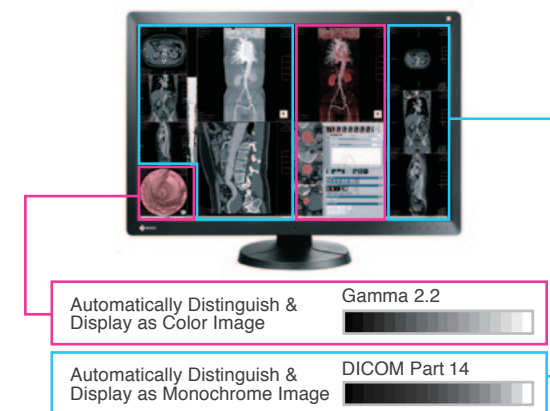 Automatically Distinguish &
Display as Color Image
Gamma 2.2
Automatically Distinguish &
Display as Monochrome Image
DICOM Part 14